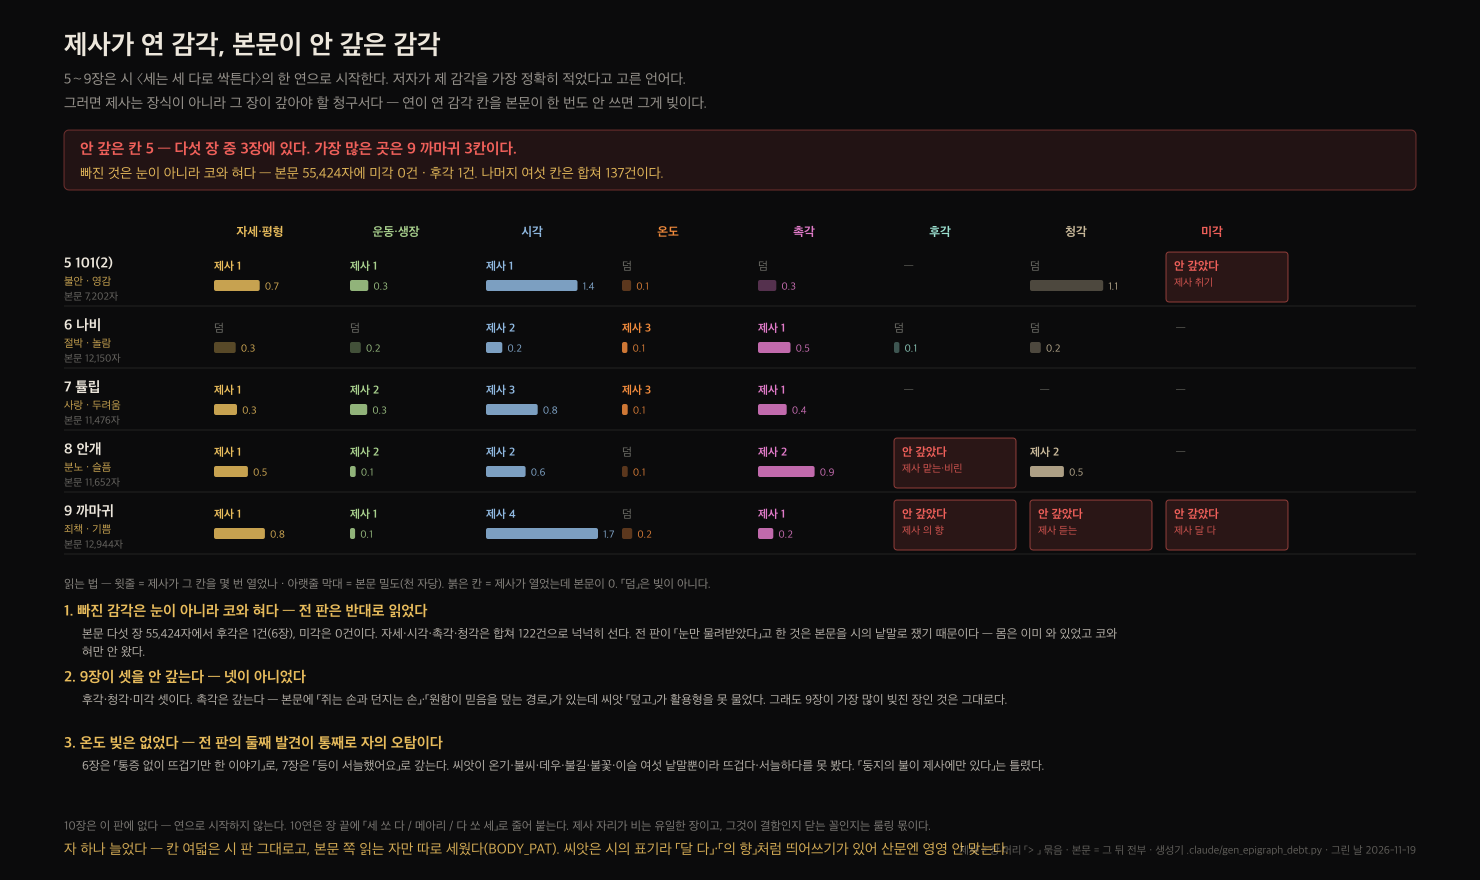 제사가 연 감각, 본문이 안 갚은 감각
5~9장은 시 〈세는 세 다로 싹튼다〉의 한 연으로 시작한다. 저자가 제 감각을 가장 정확히 적었다고 고른 언어다.
그러면 제사는 장식이 아니라 그 장이 갚아야 할 청구서다 — 연이 연 감각 칸을 본문이 한 번도 안 쓰면 그게 빚이다.
안 갚은 칸 5 — 다섯 장 중 3장에 있다. 가장 많은 곳은 9 까마귀 3칸이다.
빠진 것은 눈이 아니라 코와 혀다 — 본문 55,424자에 미각 0건 · 후각 1건. 나머지 여섯 칸은 합쳐 137건이다.
자세·평형 운동·생장 시각 온도 촉각 후각 청각 미각
5 101(2) 제사 1 제사 1 제사 1 덤 덤 — 덤 안 갚았다
불안 · 영감 0.7 0.3 1.4 0.1 0.3 1.1 제사 취기
본문 7,202자
6 나비 덤 덤 제사 2 제사 3 제사 1 덤 덤 —
절박 · 놀람 0.3 0.2 0.2 0.1 0.5 0.1 0.2
본문 12,150자
7 튤립 제사 1 제사 2 제사 3 제사 3 제사 1 — — —
사랑 · 두려움 0.3 0.3 0.8 0.1 0.4
본문 11,476자
8 안개 제사 1 제사 2 제사 2 덤 제사 2 안 갚았다 제사 2 —
분노 · 슬픔 0.5 0.1 0.6 0.1 0.9 제사 맡는·비린 0.5
본문 11,652자
9 까마귀 제사 1 제사 1 제사 4 덤 제사 1 안 갚았다 안 갚았다 안 갚았다
죄책 · 기쁨 0.8 0.1 1.7 0.2 0.2 제사 의 향 제사 듣는 제사 달 다
본문 12,944자
읽는 법 — 윗줄 = 제사가 그 칸을 몇 번 열었나 · 아랫줄 막대 = 본문 밀도(천 자당). 붉은 칸 = 제사가 열었는데 본문이 0. 「덤」은 빚이 아니다.
1. 빠진 감각은 눈이 아니라 코와 혀다 — 전 판은 반대로 읽었다
본문 다섯 장 55,424자에서 후각은 1건(6장), 미각은 0건이다. 자세·시각·촉각·청각은 합쳐 122건으로 넉넉히 선다. 전 판이 「눈만 물려받았다」고 한 것은 본문을 시의 낱말로 쟀기 때문이다 — 몸은 이미 와 있었고 코와
혀만 안 왔다.
2. 9장이 셋을 안 갚는다 — 넷이 아니었다
후각·청각·미각 셋이다. 촉각은 갚는다 — 본문에 「쥐는 손과 던지는 손」·「원함이 믿음을 덮는 경로」가 있는데 씨앗 「덮고」가 활용형을 못 물었다. 그래도 9장이 가장 많이 빚진 장인 것은 그대로다.
3. 온도 빚은 없었다 — 전 판의 둘째 발견이 통째로 자의 오탐이다
6장은 「통증 없이 뜨겁기만 한 이야기」로, 7장은 「등이 서늘했어요」로 갚는다. 씨앗이 온기·불씨·데우·불길·불꽃·이슬 여섯 낱말뿐이라 뜨겁다·서늘하다를 못 봤다. 「둥지의 불이 제사에만 있다」는 틀렸다.
10장은 이 판에 없다 — 연으로 시작하지 않는다. 10연은 장 끝에 「세 쏘 다 / 메아리 / 다 쏘 세」로 줄어 붙는다. 제사 자리가 비는 유일한 장이고, 그것이 결함인지 닫는 꼴인지는 룰링 몫이다.
자 하나 늘었다 — 칸 여덟은 시 판 그대로고, 본문 쪽 읽는 자만 따로 세웠다(BODY_PAT). 씨앗은 시의 표기라 「달 다」·「의 향」처럼 띄어쓰기가 있어 산문엔 영영 안 맞는다.
머리 「> 」 묶음 · 본문 = 그 뒤 전부 · 생성기 .claude/gen_epigraph_debt.py · 그린 날 2026-11-19